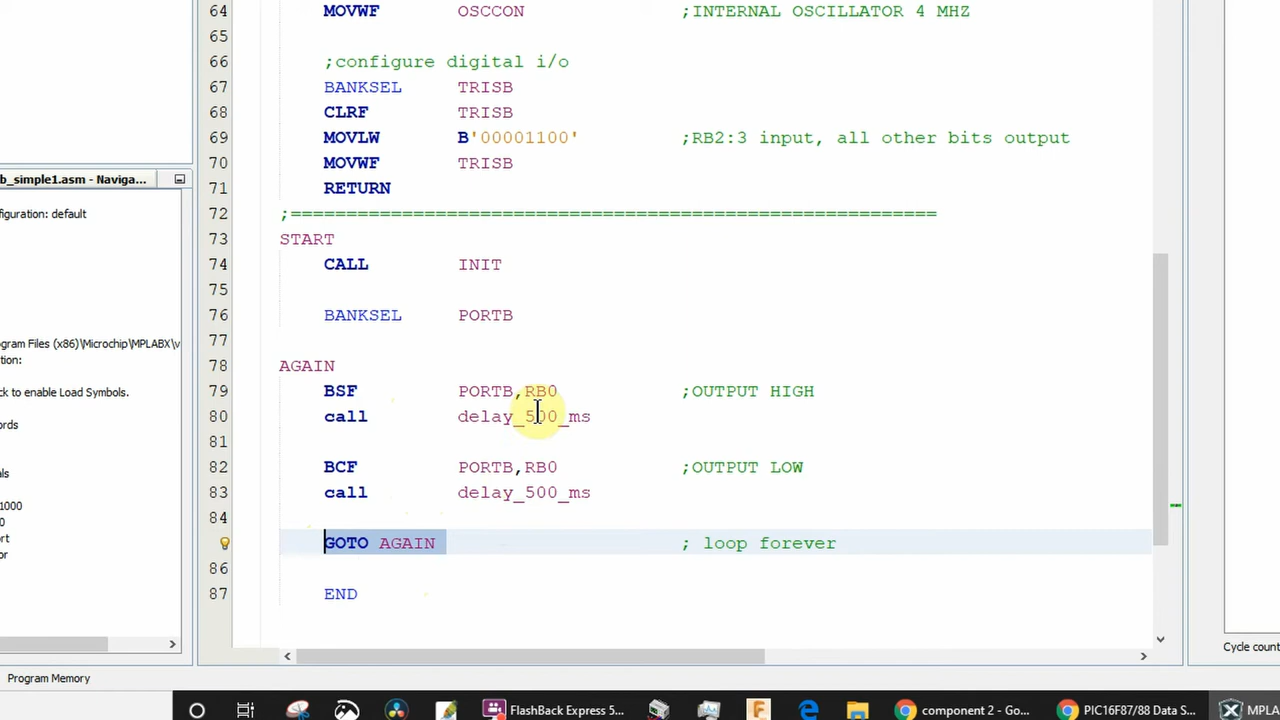 64 MOVWF OSCCON ;INTERNAL OSCILLATOR 4 MHZ
65
66 ;configure digital i/o
67 BANKSEL TRISB
68 CLRF TRISB
69 MOVLW B'00001100' ;RB2:3 input, all other bits output
70 MOVWF TRISB
71 RETURN
72 ;==========================================================
73 START
74 CALL INIT
75
76 BANKSEL PORTB
77
78 AGAIN
79 BSF PORTB,RB0 ;OUTPUT HIGH
80 call delay_500_ms
81
82 BCF PORTB,RB0 ;OUTPUT LOW
83 call delay_500_ms
84
GOTO AGAIN ; loop forever
86
87 END
b_simple1.asm - Naviga...
figuration: default
ogram Files (x86)\Microchip\MPLABX\v
tion:
ck to enable Load Symbols.
ords
als
1000
0
ort
or
Program Memory
Cycle count
FlashBack Express 5...
component 2 - Go...
PIC16F87/88 Data S...
MPLA